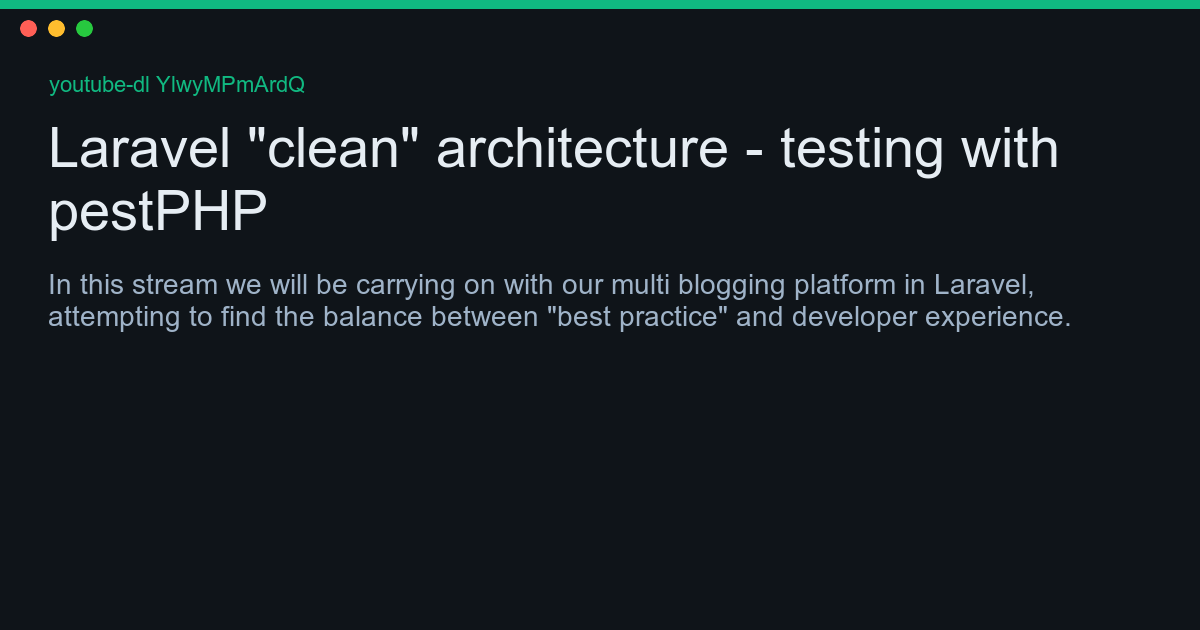 youtube-dl YlwyMPmArdQ
Laravel "clean" architecture - testing with
pestPHP
In this stream we will be carrying on with our multi blogging platform in Laravel,
attempting to find the balance between "best practice" and developer experience.